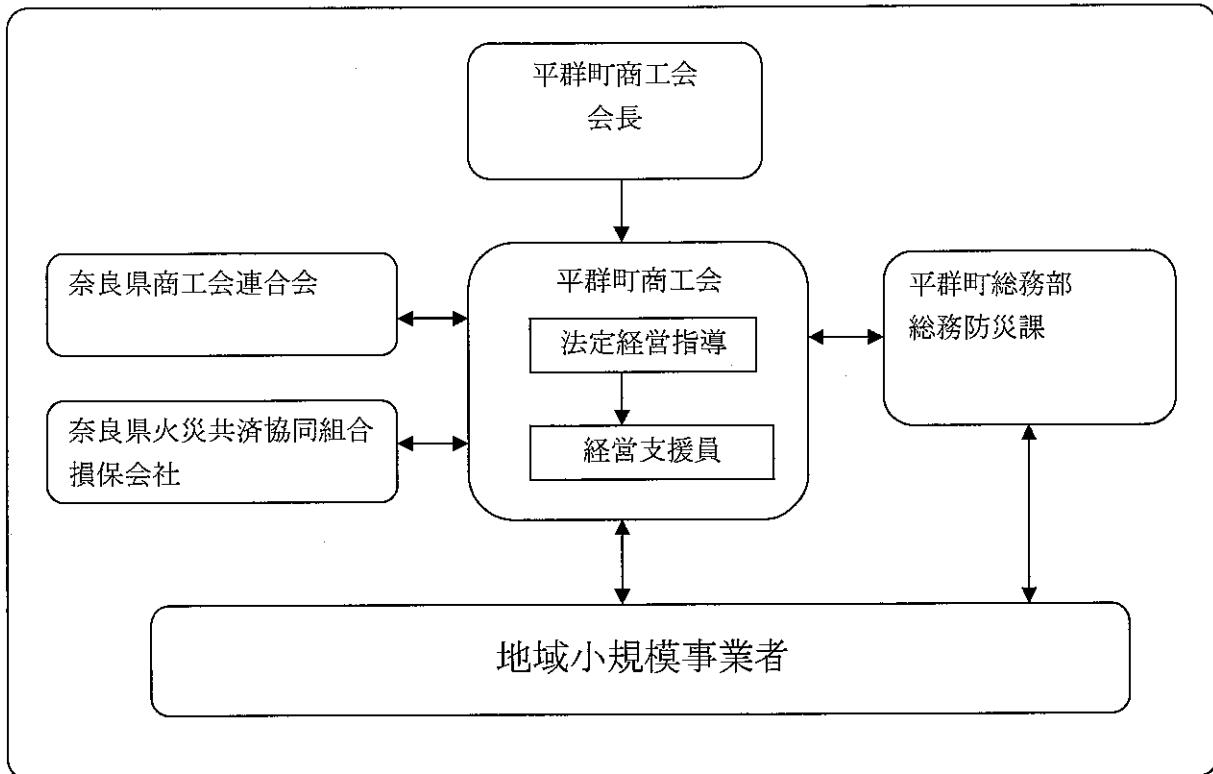 平群町商工会
会長
奈良県商工会連合会
平群町商工会
法定経営指導
経営支援員
平群町総務部
総務防災課
奈良県火災共済協同組合
損保会社
地域小規模事業者